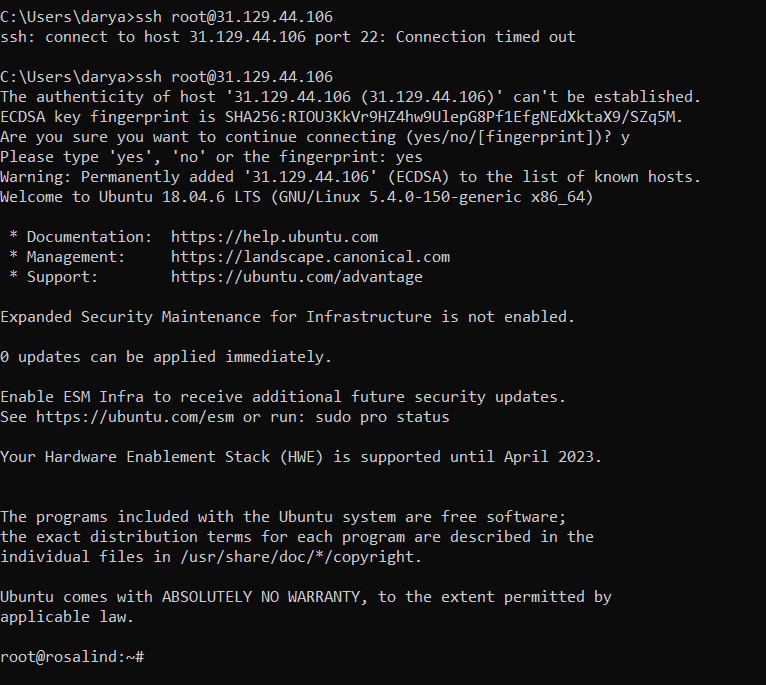 C:\Users\darya>ssh root@31.129.44.106
ssh: connect to host 31.129.44.106 port 22: Connection timed out
C:\Users\darya>ssh root@31.129.44.106
The authenticity of host '31.129.44.106 (31.129.44.106)' can't be established.
ECDSA key fingerprint is SHA256:RIOU3KkVr9HZ4hw9UlepG8Pf1EfgNEdXktaX9/SZq5M.
Are you sure you want to continue connecting (yes/no/[fingerprint])? y
Please type 'yes', 'no' or the fingerprint: yes
Warning: Permanently added '31.129.44.106' (ECDSA) to the list of known hosts.
Welcome to Ubuntu 18.04.6 LTS (GNU/Linux 5.4.0-150-generic x86_64)
* Documentation:  https://help.ubuntu.com
* Management:     https://landscape.canonical.com
* Support:        https://ubuntu.com/advantage
Expanded Security Maintenance for Infrastructure is not enabled.
0 updates can be applied immediately.
Enable ESM Infra to receive additional future security updates.
See https://ubuntu.com/esm or run: sudo pro status
Your Hardware Enablement Stack (HWE) is supported until April 2023.
The programs included with the Ubuntu system are free software;
the exact distribution terms for each program are described in the
individual files in /usr/share/doc/*/copyright.
Ubuntu comes with ABSOLUTELY NO WARRANTY, to the extent permitted by
applicable law.
root@rosalind:~#